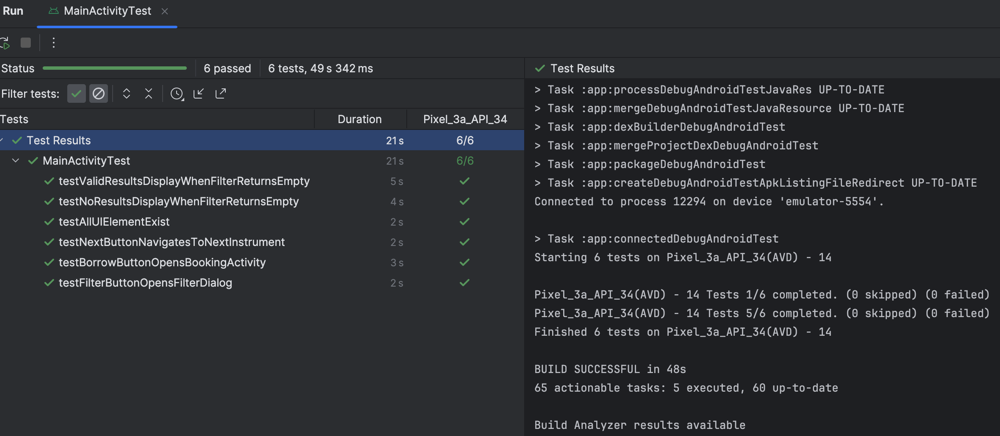 Run MainActivityTest
Status 6 passed 6 tests, 49 s 342 ms
Filter tests:
Tests Duration Pixel_3a_API_34
Test Results 21 s 6/6
MainActivityTest 21 s 6/6
testValidResultsDisplayWhenFilterReturnsEmpty 5 s
testNoResultsDisplayWhenFilterReturnsEmpty 4 s
testAllUIElementExist 2 s
testNextButtonNavigatesToNextInstrument 2 s
testBorrowButtonOpensBookingActivity 3 s
testFilterButtonOpensFilterDialog 2 s
Test Results
> Task :app:processDebugAndroidTestJavaRes UP-TO-DATE
> Task :app:mergeDebugAndroidTestJavaResource UP-TO-DATE
> Task :app:dexBuilderDebugAndroidTest
> Task :app:mergeProjectDexDebugAndroidTest
> Task :app:packageDebugAndroidTest
> Task :app:createDebugAndroidTestApkListingFileRedirect UP-TO-DATE
Connected to process 12294 on device 'emulator-5554'.
> Task :app:connectedDebugAndroidTest
Starting 6 tests on Pixel_3a_API_34(AVD) - 14
Pixel_3a_API_34(AVD) - 14 Tests 1/6 completed. (0 skipped) (0 failed)
Pixel_3a_API_34(AVD) - 14 Tests 5/6 completed. (0 skipped) (0 failed)
Finished 6 tests on Pixel_3a_API_34(AVD) - 14
BUILD SUCCESSFUL in 48s
65 actionable tasks: 5 executed, 60 up-to-date
Build Analyzer results available